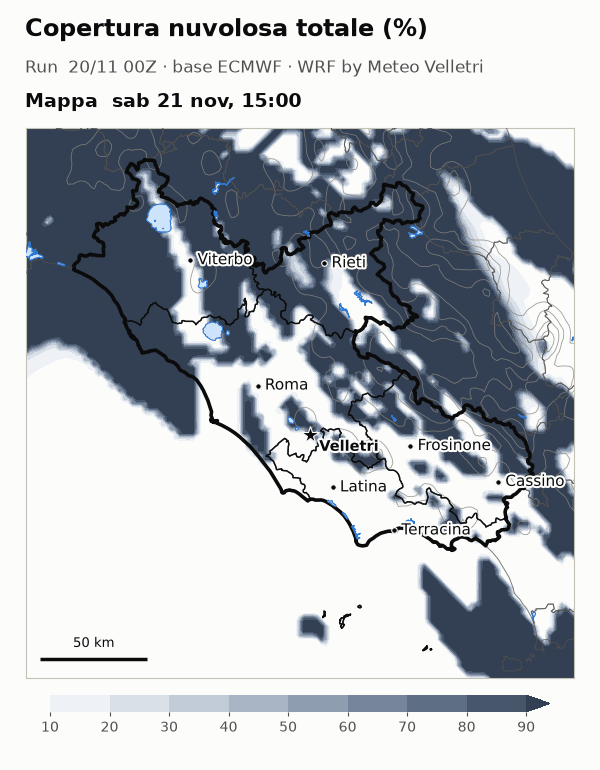 Copertura nuvolosa totale (%)
Run  20/11 00Z · base ECMWF · WRF by Meteo Velletri
Mappa  sab 21 nov, 15:00
Viterbo
Rieti
Roma
Velletri
Frosinone
Cassino
Latina
Terracina
50 km
10 20 30 40 50 60 70 80 90